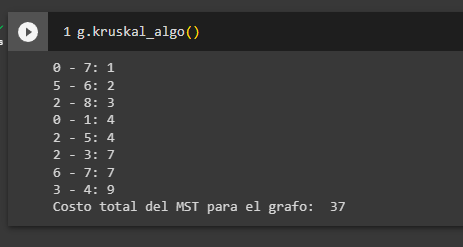 1 g.kruskal_algo()
s
0 - 7: 1
5 - 6: 2
2 - 8: 3
0 - 1: 4
2 - 5: 4
2 - 3: 7
6 - 7: 7
3 - 4: 9
Costo total del MST para el grafo:  37